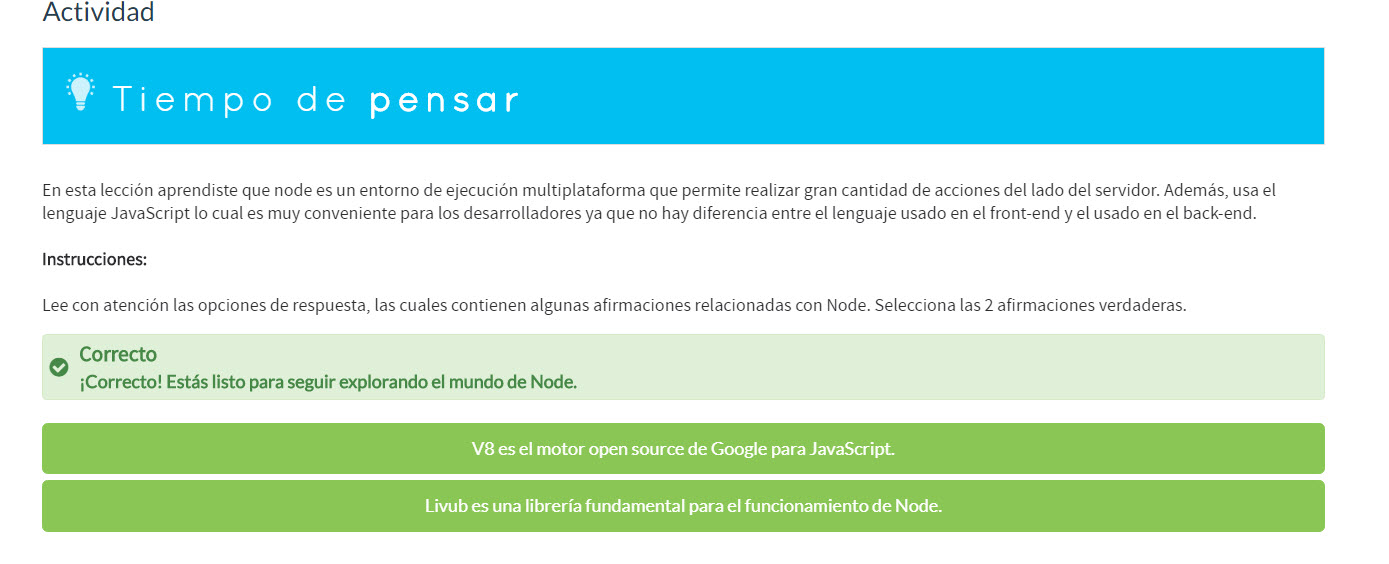 Actividad
Tiempo de pensar
En esta lección aprendiste que node es un entorno de ejecución multiplataforma que permite realizar gran cantidad de acciones del lado del servidor. Además, usa el
lenguaje JavaScript lo cual es muy conveniente para los desarrolladores ya que no hay diferencia entre el lenguaje usado en el front-end y el usado en el back-end.
Instrucciones:
Lee con atención las opciones de respuesta, las cuales contienen algunas afirmaciones relacionadas con Node. Selecciona las 2 afirmaciones verdaderas.
Correcto
¡Correcto! Estás listo para seguir explorando el mundo de Node.
V8 es el motor open source de Google para JavaScript.
Livub es una librería fundamental para el funcionamiento de Node.